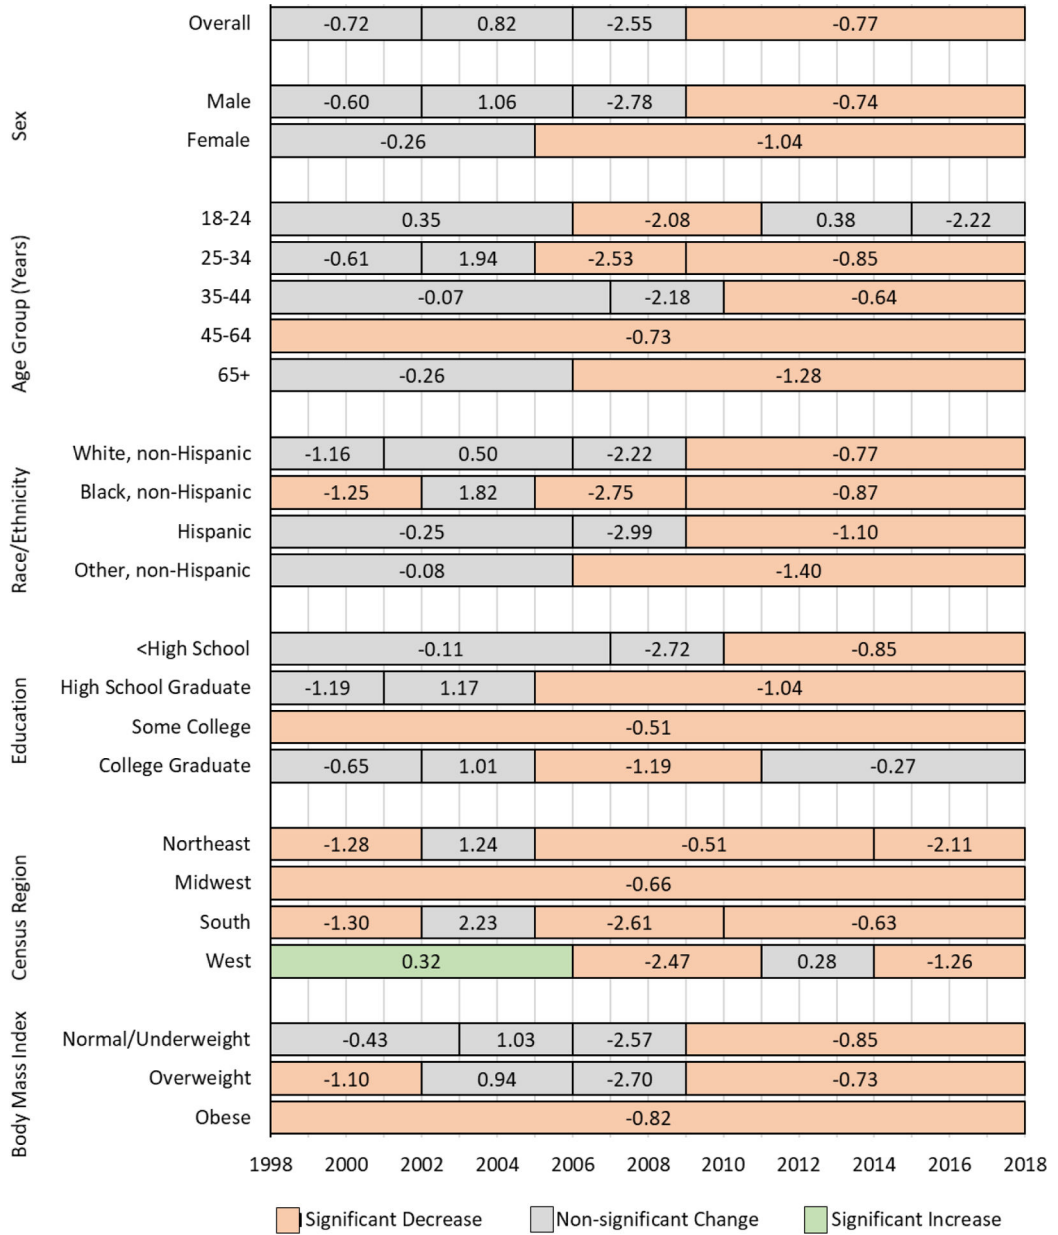 Overall -0.72 0.82 -2.55 -0.77
Sex
Male -0.60 1.06 -2.78 -0.74
Female -0.26 -1.04
Age Group (Years)
18-24 0.35 -2.08 0.38 -2.22
25-34 -0.61 1.94 -2.53 -0.85
35-44 -0.07 -2.18 -0.64
45-64 -0.73
65+ -0.26 -1.28
Race/Ethnicity
White, non-Hispanic -1.16 0.50 -2.22 -0.77
Black, non-Hispanic -1.25 1.82 -2.75 -0.87
Hispanic -0.25 -2.99 -1.10
Other, non-Hispanic -0.08 -1.40
Education
<High School -0.11 -2.72 -0.85
High School Graduate -1.19 1.17 -1.04
Some College -0.51
College Graduate -0.65 1.01 -1.19 -0.27
Census Region
Northeast -1.28 1.24 -0.51 -2.11
Midwest -0.66
South -1.30 2.23 -2.61 -0.63
West 0.32 -2.47 0.28 -1.26
Body Mass Index
Normal/Underweight -0.43 1.03 -2.57 -0.85
Overweight -1.10 0.94 -2.70 -0.73
Obese -0.82
1998 2000 2002 2004 2006 2008 2010 2012 2014 2016 2018
Significant Decrease Non-significant Change Significant Increase